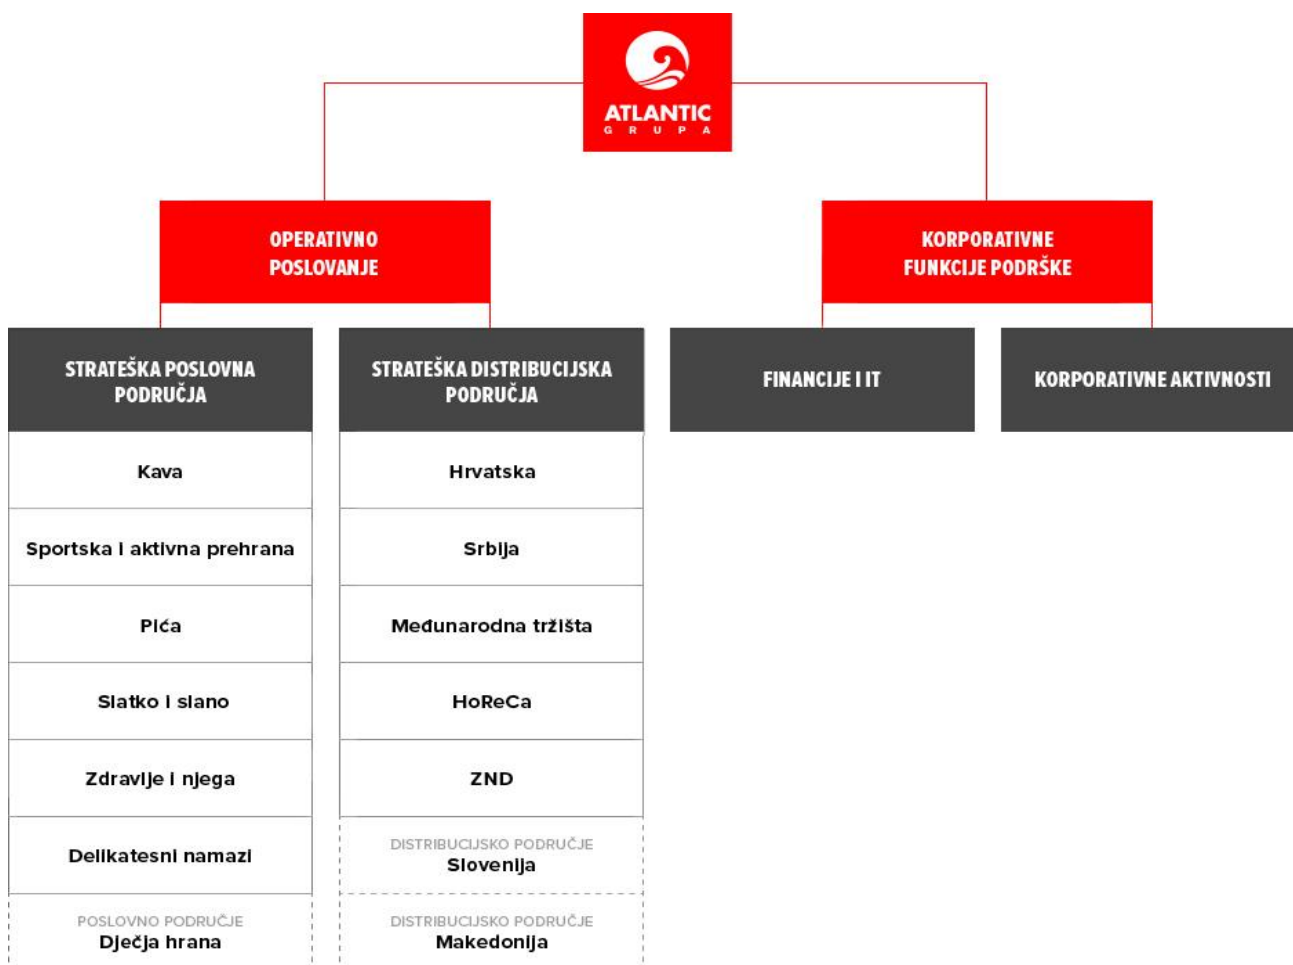 ATLANTIC
GRUPA
OPERATIVNO
POSLOVANJE
KORPORATIVNE
FUNKCIJE PODRŠKE
STRATEŠKA POSLOVNA
PODRUČJA
STRATEŠKA DISTRIBUCIJSKA
PODRUČJA
FINANCIJE I IT
KORPORATIVNE AKTIVNOSTI
Kava
Sportska i aktivna prehrana
Pića
Slatko i slano
Zdravlje i njega
Delikatesni namazi
POSLOVNO PODRUČJE
Dječja hrana
Hrvatska
Srbija
Međunarodna tržišta
HoReCa
ZND
DISTRIBUCIJSKO PODRUČJE
Slovenija
DISTRIBUCIJSKO PODRUČJE
Makedonija